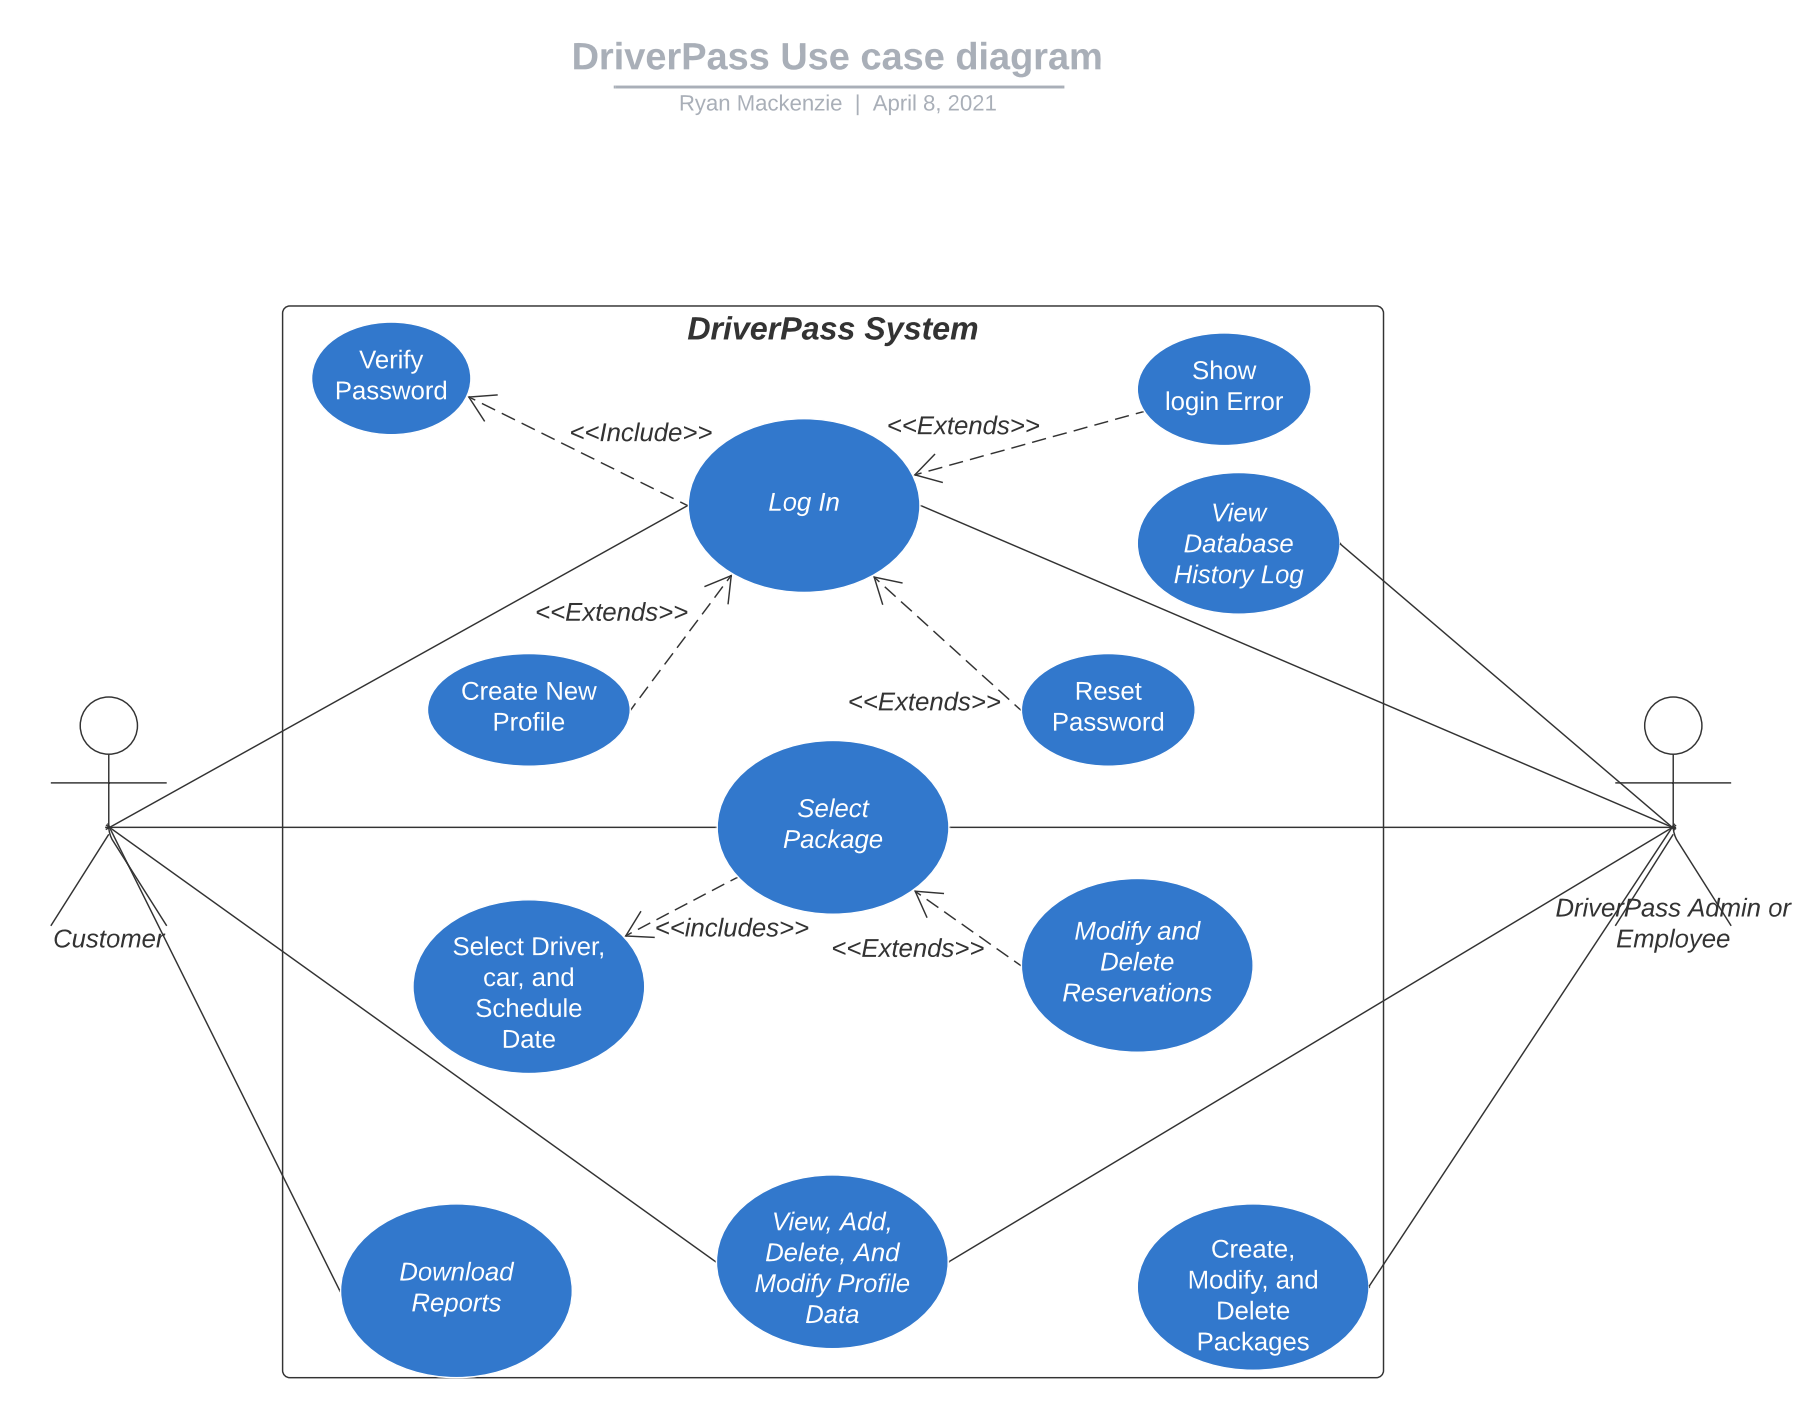 DriverPass Use case diagram
Ryan Mackenzie | April 8, 2021
DriverPass System
Verify
Password
Show
login Error
<<Include>>
<<Extends>>
Log In
View
Database
History Log
<<Extends>>
Create New
Profile
<<Extends>>
Reset
Password
Select
Package
Customer
DriverPass Admin or
Employee
<<includes>>
<<Extends>>
Select Driver,
car, and
Schedule
Date
Modify and
Delete
Reservations
Download
Reports
View, Add,
Delete, And
Modify Profile
Data
Create,
Modify, and
Delete
Packages